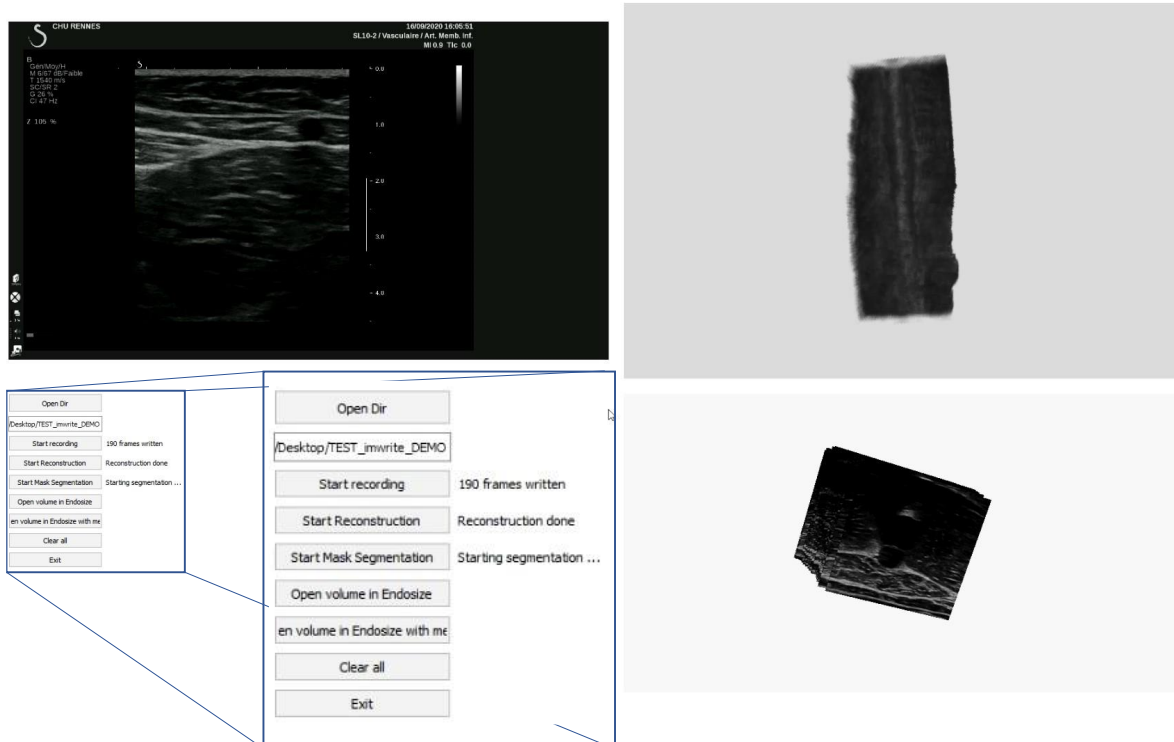 CHU RENNES
16/09/2020 16:05:51
SL10-2 / Vasculaire / Art. Memb. Inf.
MI 0.9 TIc 0.0
B
Gen/Moy/H
M 6/67 dB/Faible
T 1540 m/s
SC/SR 2
G 26 %
CI 47 Hz
Z 105 %
0.0
1.0
2.0
3.0
4.0
Open Dir
/Desktop/TEST_imwrite_DEMO
Start recording 190 frames written
Start Reconstruction Reconstruction done
Start Mask Segmentation Starting segmentation ...
Open volume in Endosize
en volume in Endosize with me
Clear all
Exit
Open Dir
/Desktop/TEST_imwrite_DEMO
Start recording 190 frames written
Start Reconstruction Reconstruction done
Start Mask Segmentation Starting segmentation ...
Open volume in Endosize
en volume in Endosize with me
Clear all
Exit